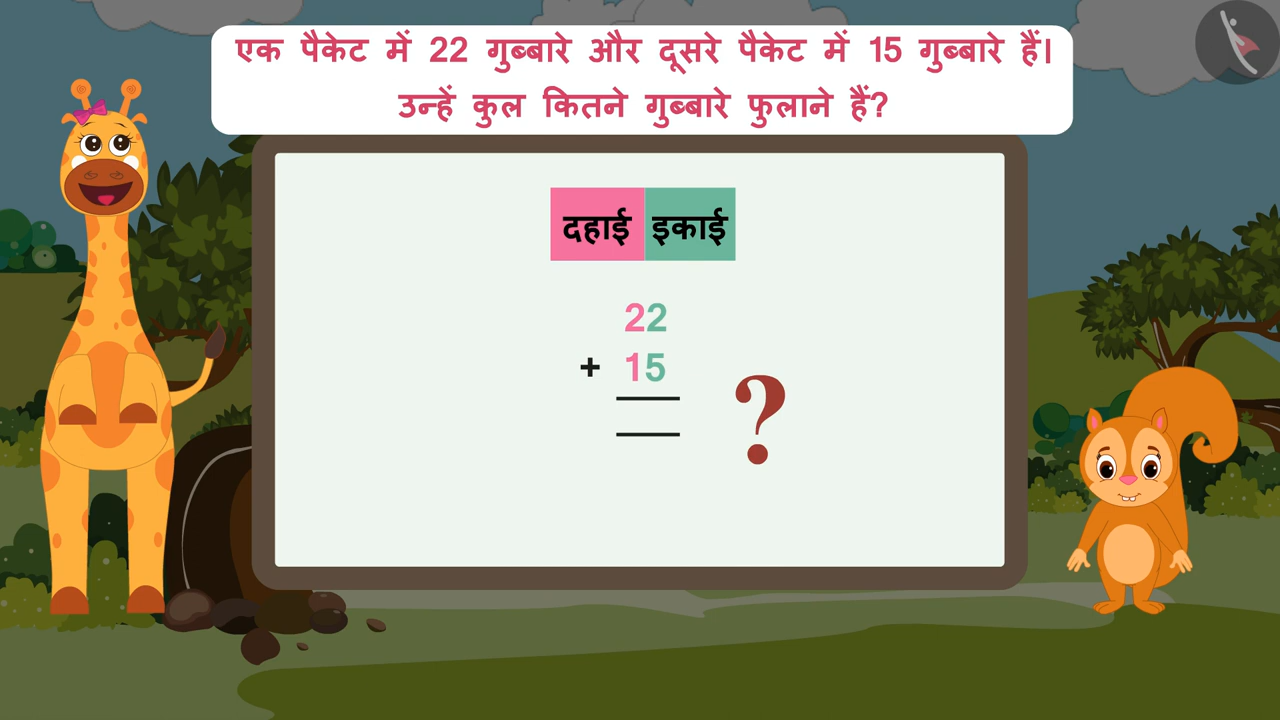 एक पैकेट में 22 गुब्बारे और दूसरे पैकेट में 15 गुब्बारे हैं।
उन्हें कुल कितने गुब्बारे फुलाने हैं?
दहाई इकाई
22
+ 15
?